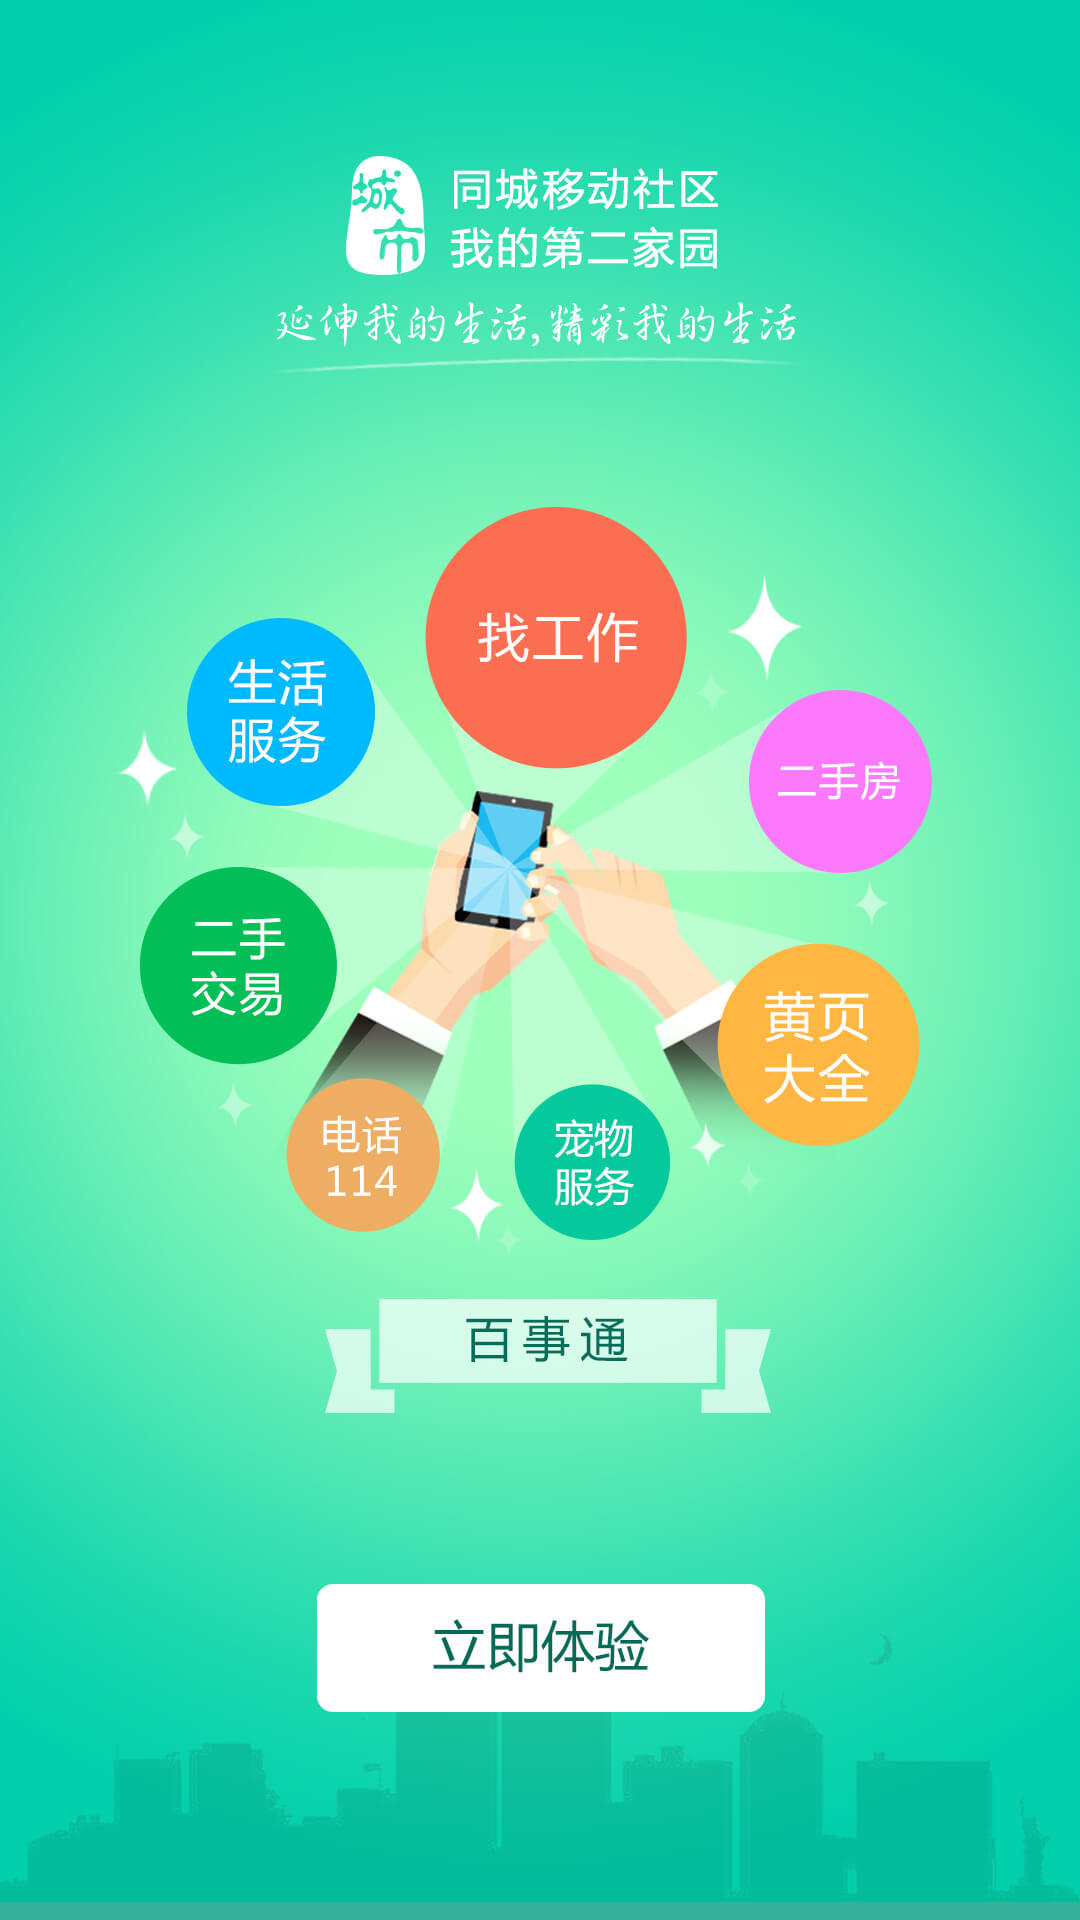 城市
同城移动社区
我的第二家园
延伸我的生活,精彩我的生活
找工作
生活
服务
二手房
二手
交易
黄页
大全
电话
114
宠物
服务
百事通
立即体验